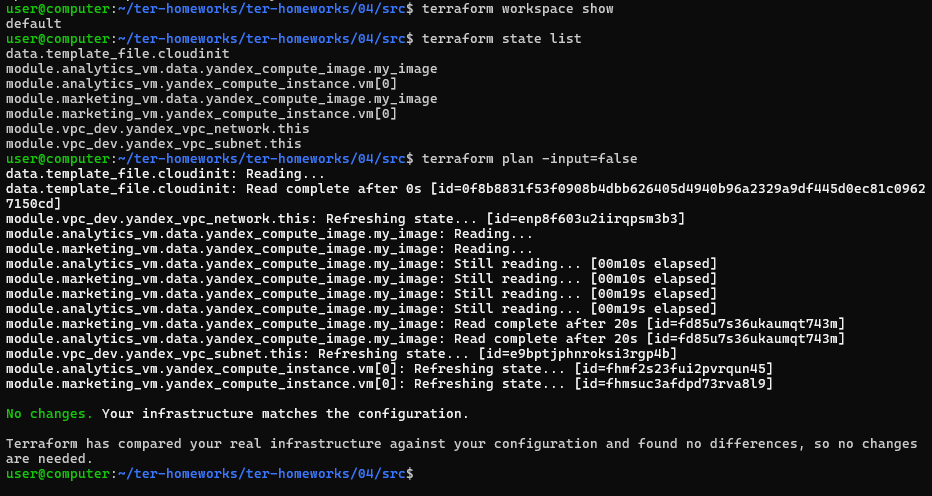 user@computer:~/ter-homeworks/ter-homeworks/04/src$ terraform workspace show
default
user@computer:~/ter-homeworks/ter-homeworks/04/src$ terraform state list
data.template_file.cloudinit
module.analytics_vm.data.yandex_compute_image.my_image
module.analytics_vm.yandex_compute_instance.vm[0]
module.marketing_vm.data.yandex_compute_image.my_image
module.marketing_vm.yandex_compute_instance.vm[0]
module.vpc_dev.yandex_vpc_network.this
module.vpc_dev.yandex_vpc_subnet.this
user@computer:~/ter-homeworks/ter-homeworks/04/src$ terraform plan -input=false
data.template_file.cloudinit: Reading...
data.template_file.cloudinit: Read complete after 0s [id=0f8b8831f53f0908b4dbb626405d4940b96a2329a9df445d0ec81c0962
7150cd]
module.vpc_dev.yandex_vpc_network.this: Refreshing state... [id=enp8f603u2iirqpsm3b3]
module.analytics_vm.data.yandex_compute_image.my_image: Reading...
module.marketing_vm.data.yandex_compute_image.my_image: Reading...
module.analytics_vm.data.yandex_compute_image.my_image: Still reading... [00m10s elapsed]
module.marketing_vm.data.yandex_compute_image.my_image: Still reading... [00m10s elapsed]
module.marketing_vm.data.yandex_compute_image.my_image: Still reading... [00m19s elapsed]
module.analytics_vm.data.yandex_compute_image.my_image: Still reading... [00m19s elapsed]
module.marketing_vm.data.yandex_compute_image.my_image: Read complete after 20s [id=fd85u7s36ukaumqt743m]
module.analytics_vm.data.yandex_compute_image.my_image: Read complete after 20s [id=fd85u7s36ukaumqt743m]
module.vpc_dev.yandex_vpc_subnet.this: Refreshing state... [id=e9bptjphnroksi3rgp4b]
module.analytics_vm.yandex_compute_instance.vm[0]: Refreshing state... [id=fhmf2s23fui2pvrqun45]
module.marketing_vm.yandex_compute_instance.vm[0]: Refreshing state... [id=fhmsuc3afdpd73rva8l9]
No changes. Your infrastructure matches the configuration.
Terraform has compared your real infrastructure against your configuration and found no differences, so no changes
are needed.
user@computer:~/ter-homeworks/ter-homeworks/04/src$